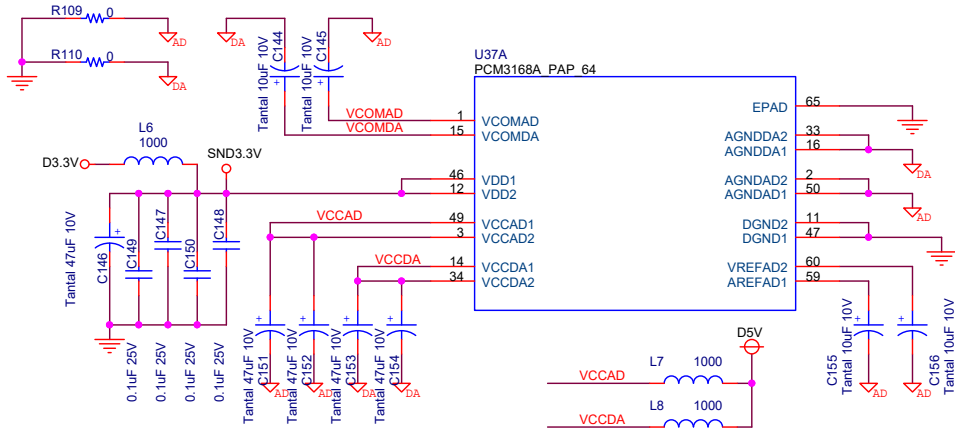 R109
0
AD
R110
0
DA
DA
Tantal 10uF 10V
C144
Tantal 10uF 10V
C145
AD
VCOMAD
VCOMDA
U37A
PCM3168A_PAP_64
1
VCOMAD
15
VCOMDA
46
VDD1
12
VDD2
49
VCCAD1
3
VCCAD2
14
VCCDA1
34
VCCDA2
EPAD
65
AGNDDA2
33
AGNDDA1
16
DA
AGNDAD2
2
AGNDAD1
50
AD
DGND2
11
DGND1
47
VREFAD2
60
AREFAD1
59
L6
1000
D3.3V
SND3.3V
Tantal 47uF 10V
C146
C149
C147
C150
C148
0.1uF 25V
0.1uF 25V
0.1uF 25V
0.1uF 25V
VCCAD
VCCDA
Tantal 47uF 10V
C151
AD
Tantal 47uF 10V
C152
AD
Tantal 47uF 10V
C153
DA
Tantal 47uF 10V
C154
DA
D5V
VCCAD
L7
1000
VCCDA
L8
1000
C155
Tantal 10uF 10V
AD
C156
Tantal 10uF 10V
AD